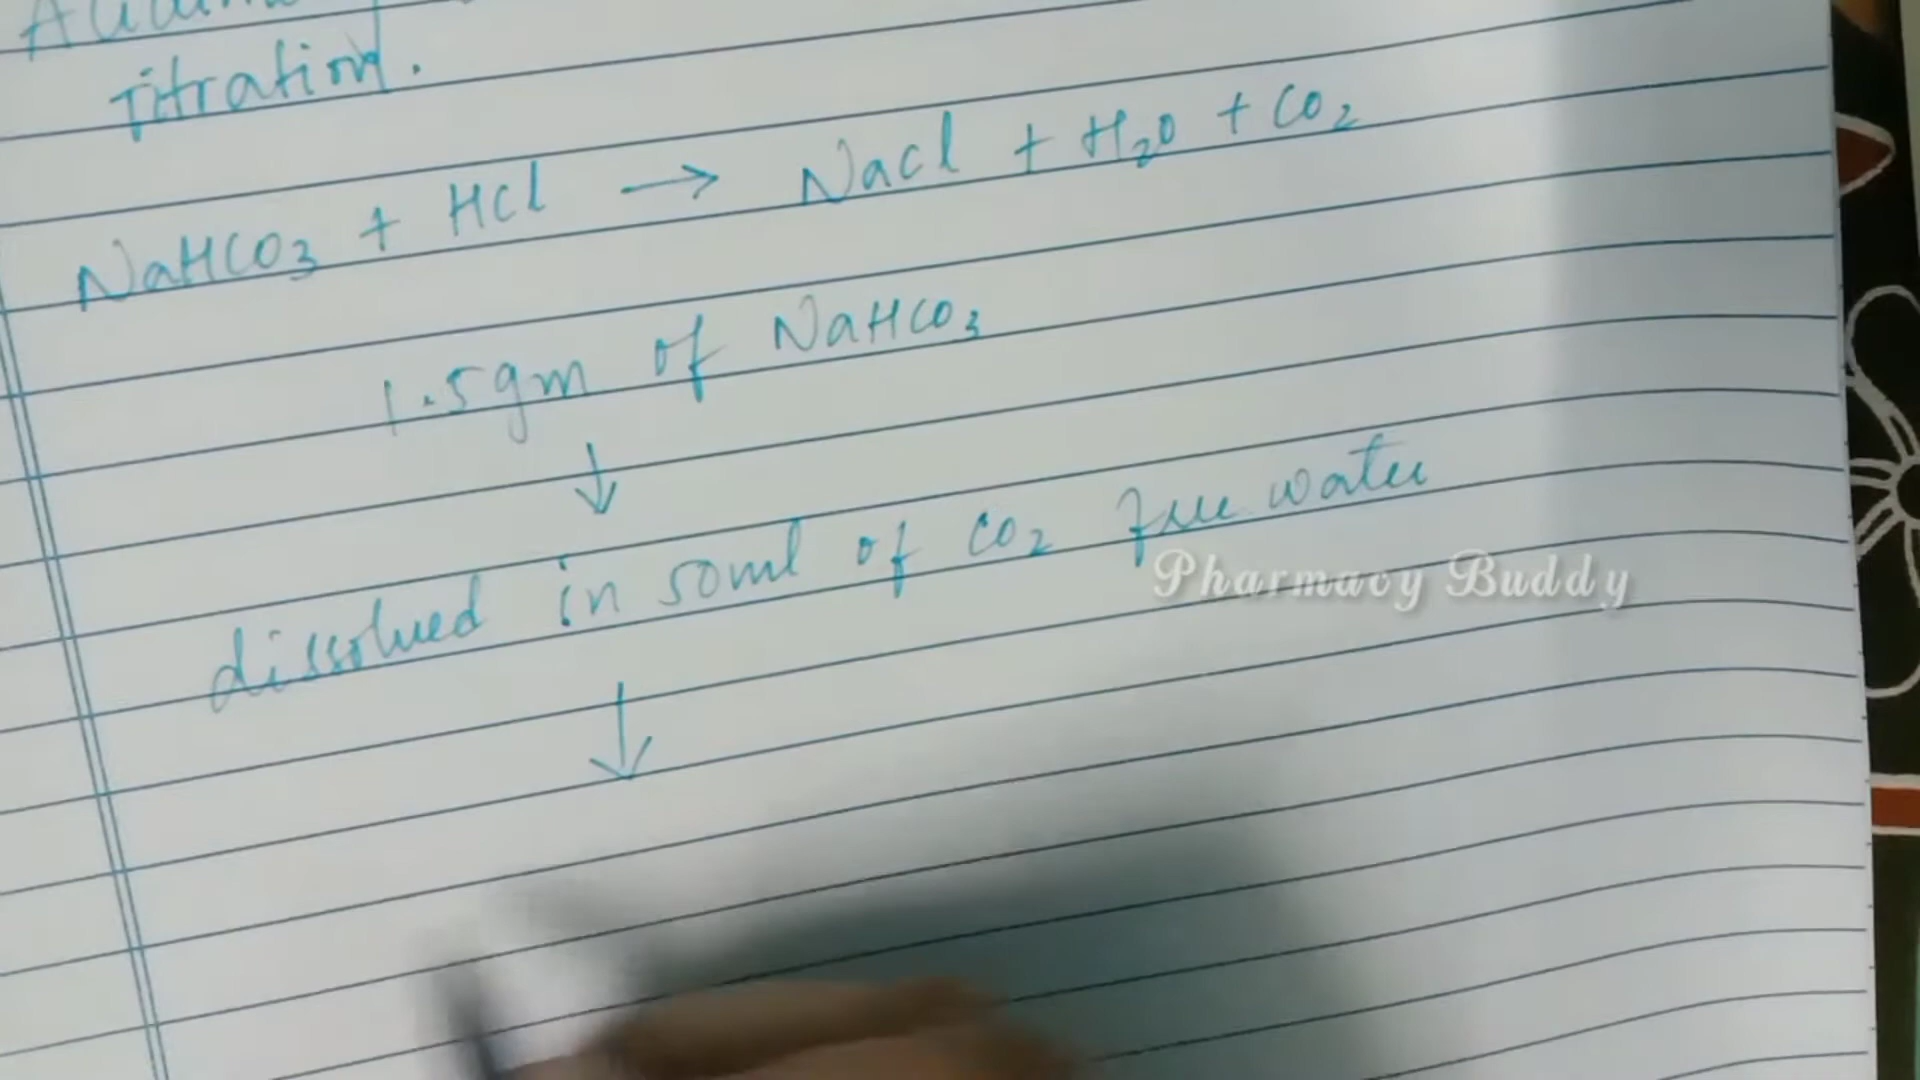 Titration.
NaHCO3 + HCl → NaCl + H2O + CO2
1.5gm of NaHCO3
↓
dissolved in 50ml of CO2 free water
Pharmacy Buddy
↓